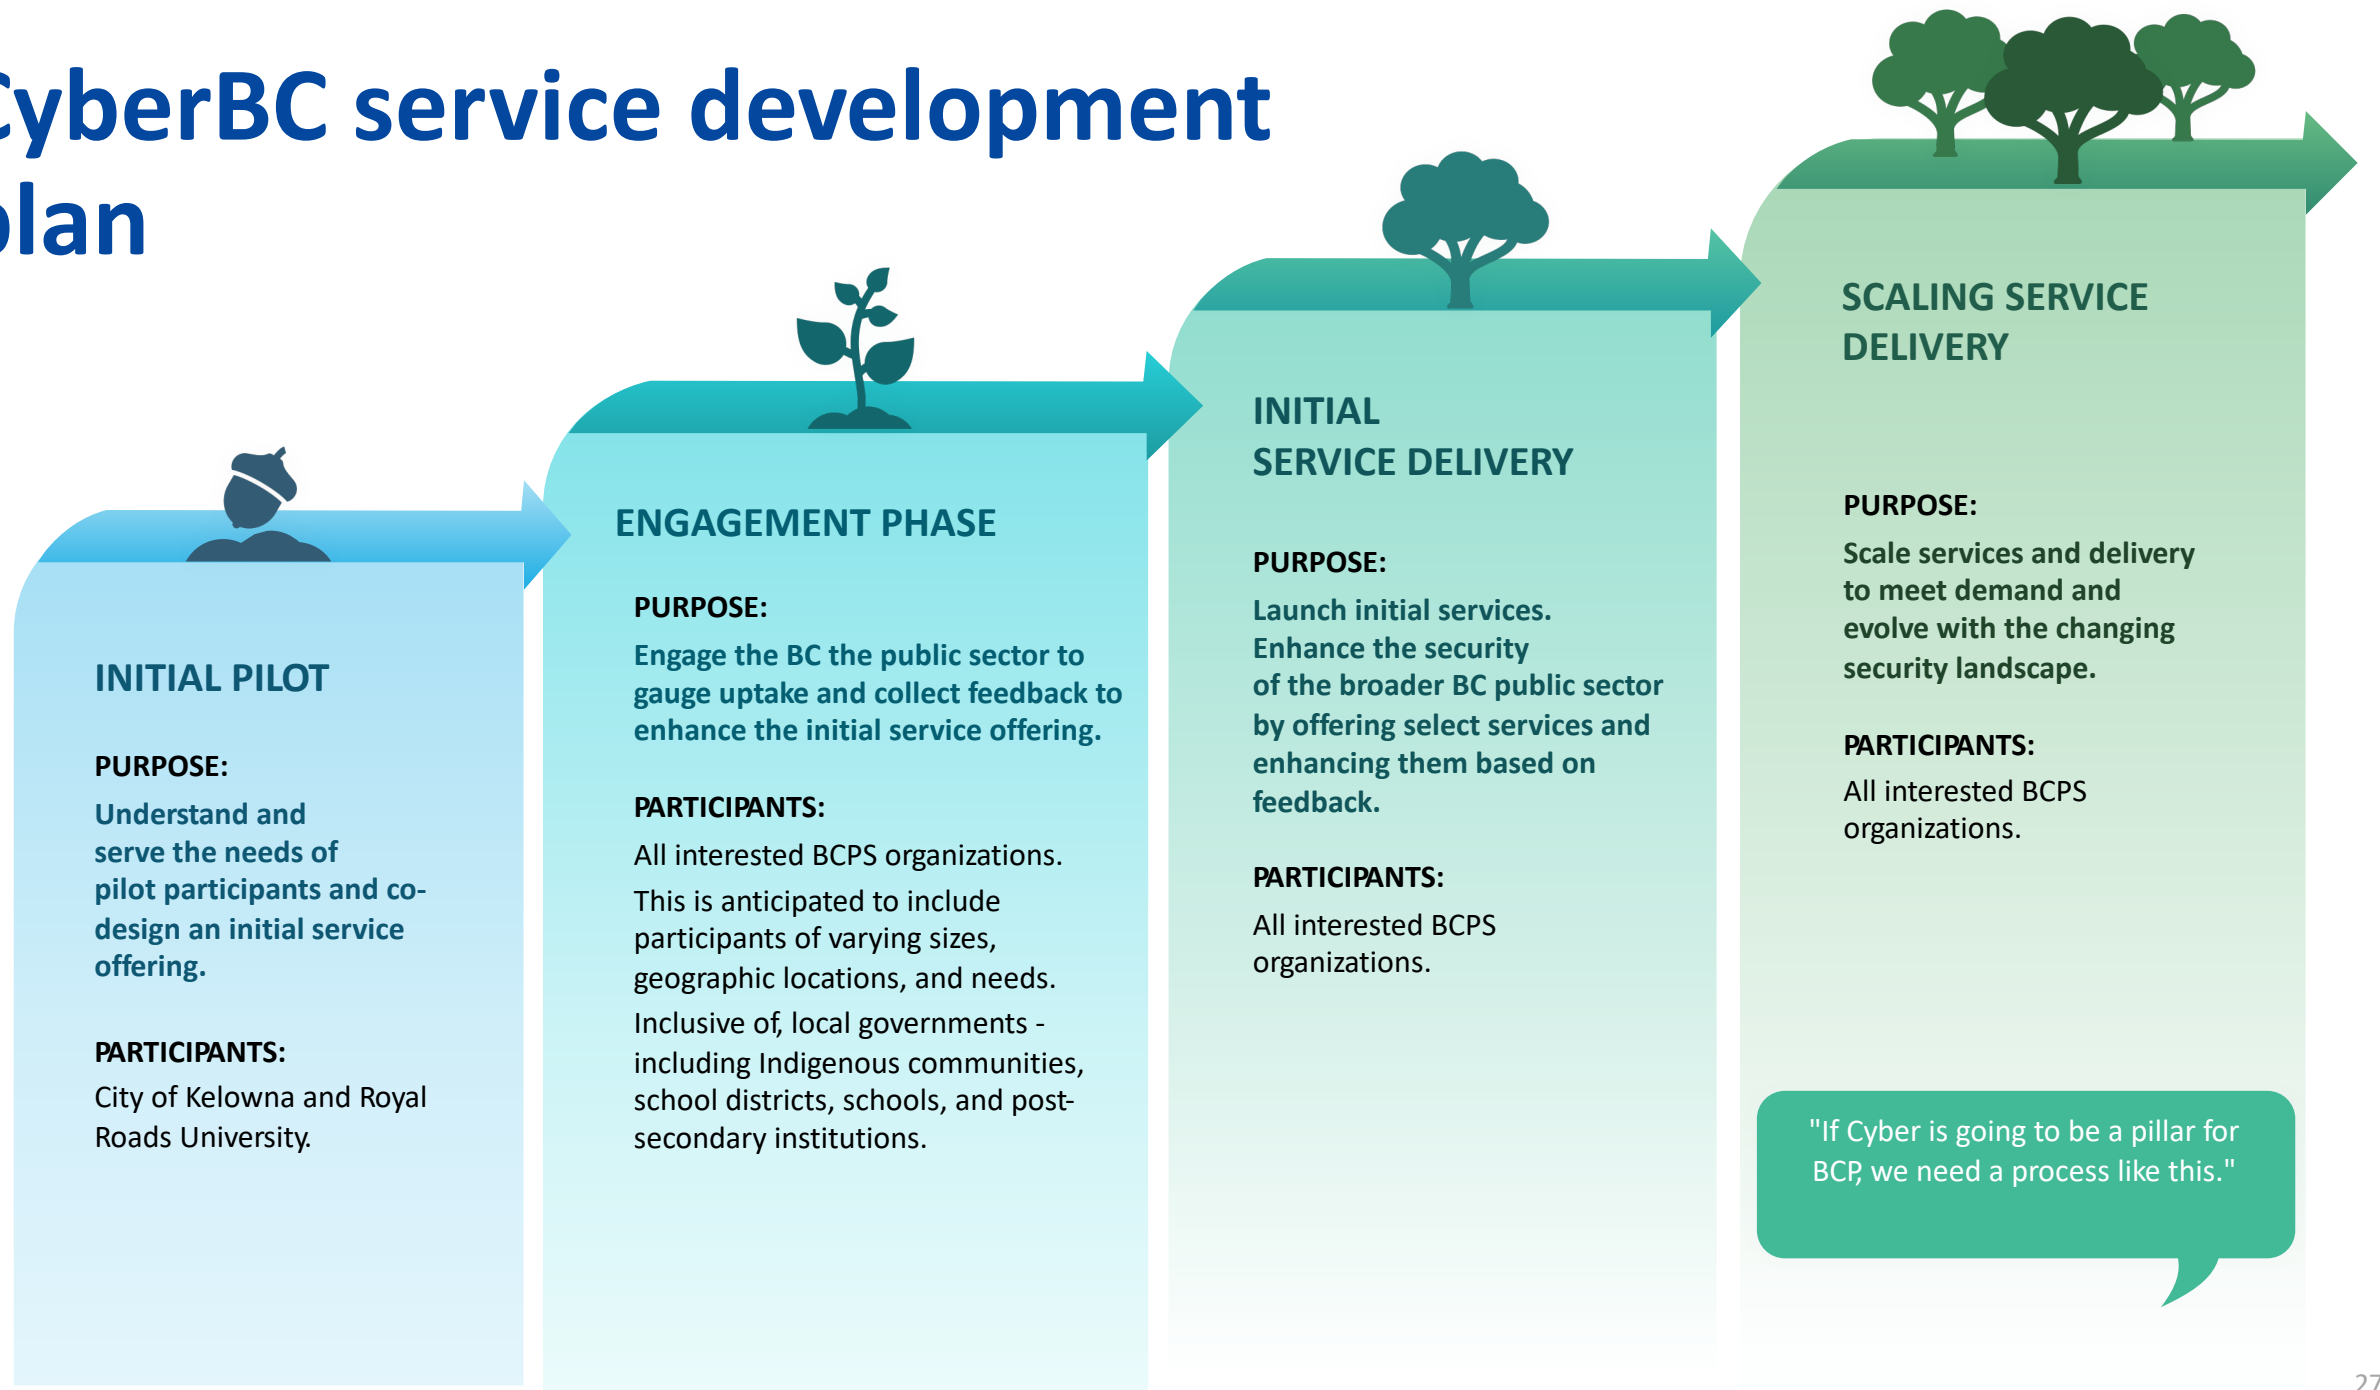 CyberBC service development
plan
INITIAL PILOT
PURPOSE:
Understand and
serve the needs of
pilot participants and co-
design an initial service
offering.
PARTICIPANTS:
City of Kelowna and Royal
Roads University.
ENGAGEMENT PHASE
PURPOSE:
Engage the BC the public sector to
gauge uptake and collect feedback to
enhance the initial service offering.
PARTICIPANTS:
All interested BCPS organizations.
This is anticipated to include
participants of varying sizes,
geographic locations, and needs.
Inclusive of, local governments -
including Indigenous communities,
school districts, schools, and post-
secondary institutions.
INITIAL
SERVICE DELIVERY
PURPOSE:
Launch initial services.
Enhance the security
of the broader BC public sector
by offering select services and
enhancing them based on
feedback.
PARTICIPANTS:
All interested BCPS
organizations.
SCALING SERVICE
DELIVERY
PURPOSE:
Scale services and delivery
to meet demand and
evolve with the changing
security landscape.
PARTICIPANTS:
All interested BCPS
organizations.
"If Cyber is going to be a pillar for
BCP, we need a process like this."
27